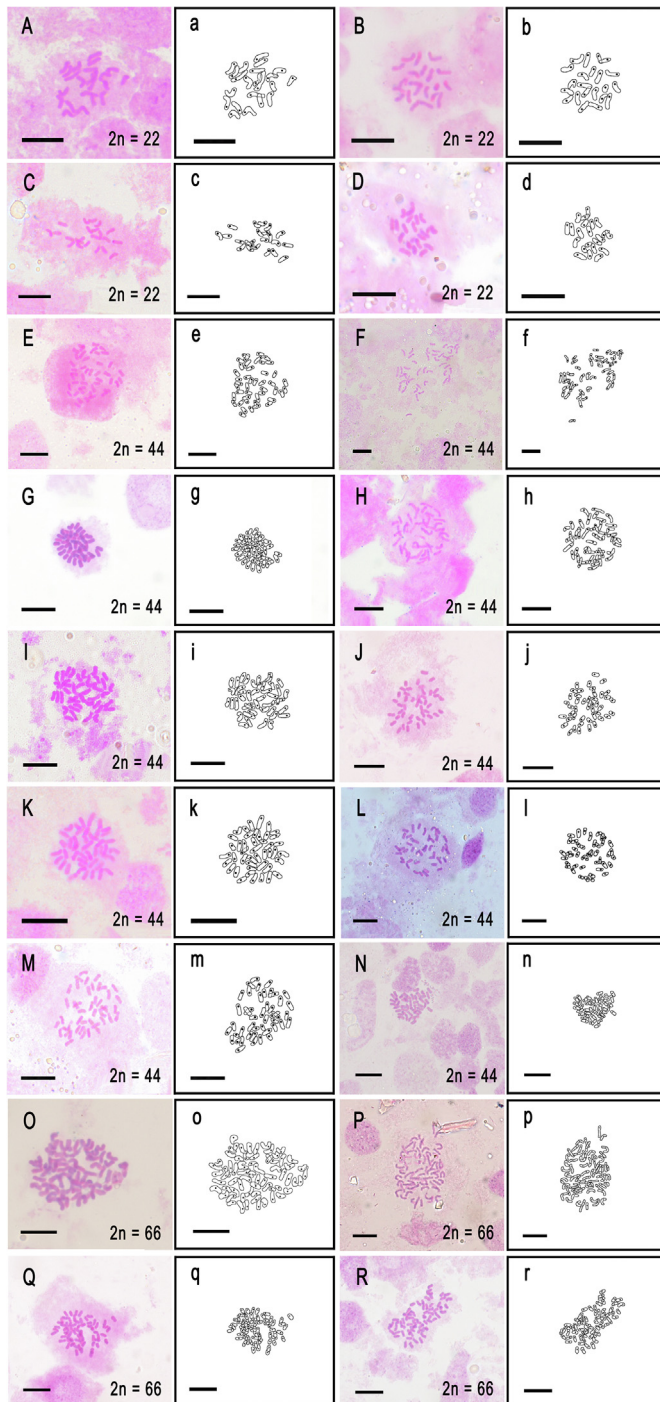 A
2n = 22
a
B
2n = 22
b
C
2n = 22
c
D
2n = 22
d
E
2n = 44
e
F
2n = 44
f
G
2n = 44
g
H
2n = 44
h
I
2n = 44
i
J
2n = 44
j
K
2n = 44
k
L
2n = 44
l
M
2n = 44
m
N
2n = 44
n
O
2n = 66
o
P
2n = 66
p
Q
2n = 66
q
R
2n = 66
r